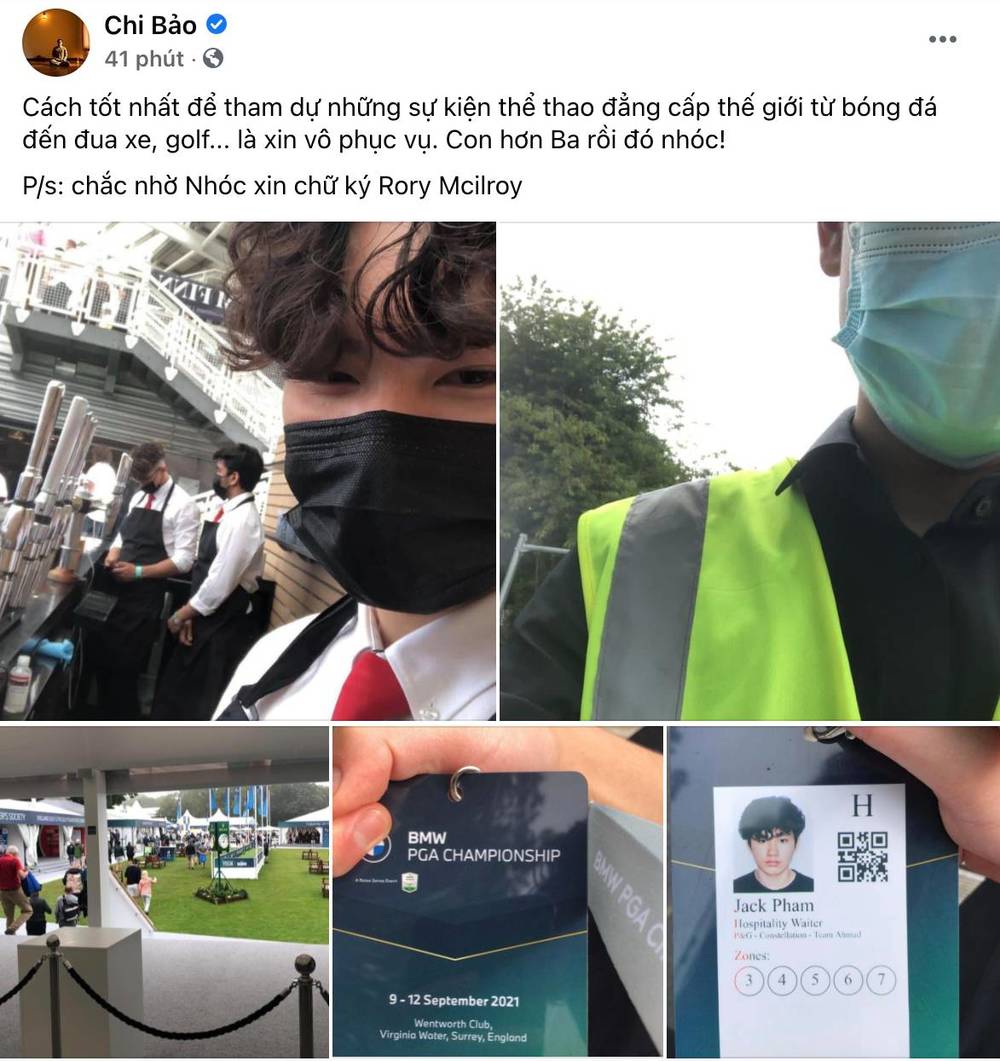 Chi Bảo
41 phút
Cách tốt nhất để tham dự những sự kiện thể thao đẳng cấp thế giới từ bóng đá
đến đua xe, golf... là xin vô phục vụ. Con hơn Ba rồi đó nhóc!
P/s: chắc nhờ Nhóc xin chữ ký Rory Mcilroy
BMW
PGA CHAMPIONSHIP
9 - 12 September 2021
Wentworth Club,
Virginia Water, Surrey, England
BMW PGA C
H
Jack Pham
Hospitality Waiter
P&G - Constellation - Team Ahmad
Zones:
3 4 5 6 7